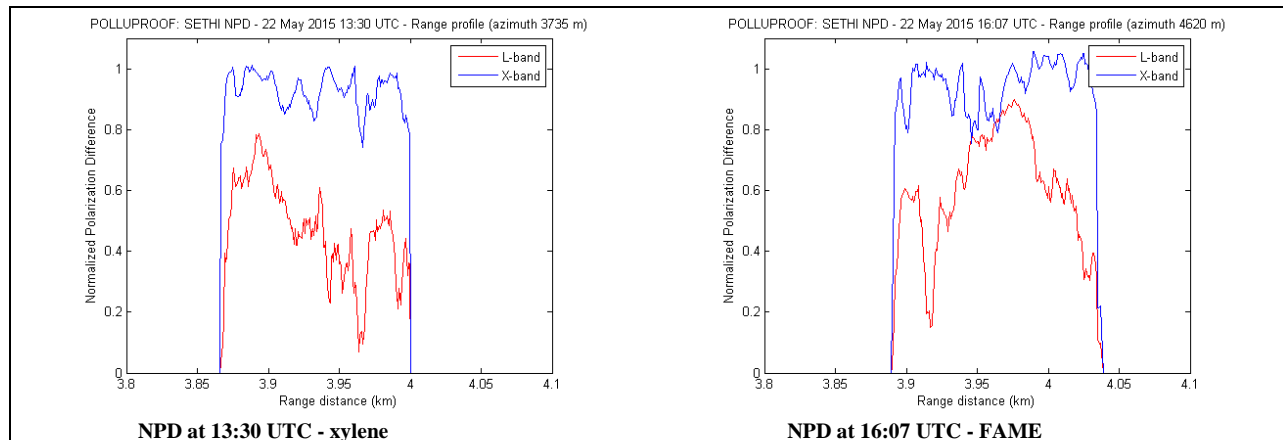 POLLUPROOF: SETHI NPD - 22 May 2015 13:30 UTC - Range profile (azimuth 3735 m)
L-band
X-band
1
0.8
0.6
0.4
0.2
0
Normalized Polarization Difference
3.8 3.85 3.9 3.95 4 4.05 4.1
Range distance (km)
NPD at 13:30 UTC - xylene
POLLUPROOF: SETHI NPD - 22 May 2015 16:07 UTC - Range profile (azimuth 4620 m)
L-band
X-band
1
0.8
0.6
0.4
0.2
0
Normalized Polarization Difference
3.8 3.85 3.9 3.95 4 4.05 4.1
Range distance (km)
NPD at 16:07 UTC - FAME